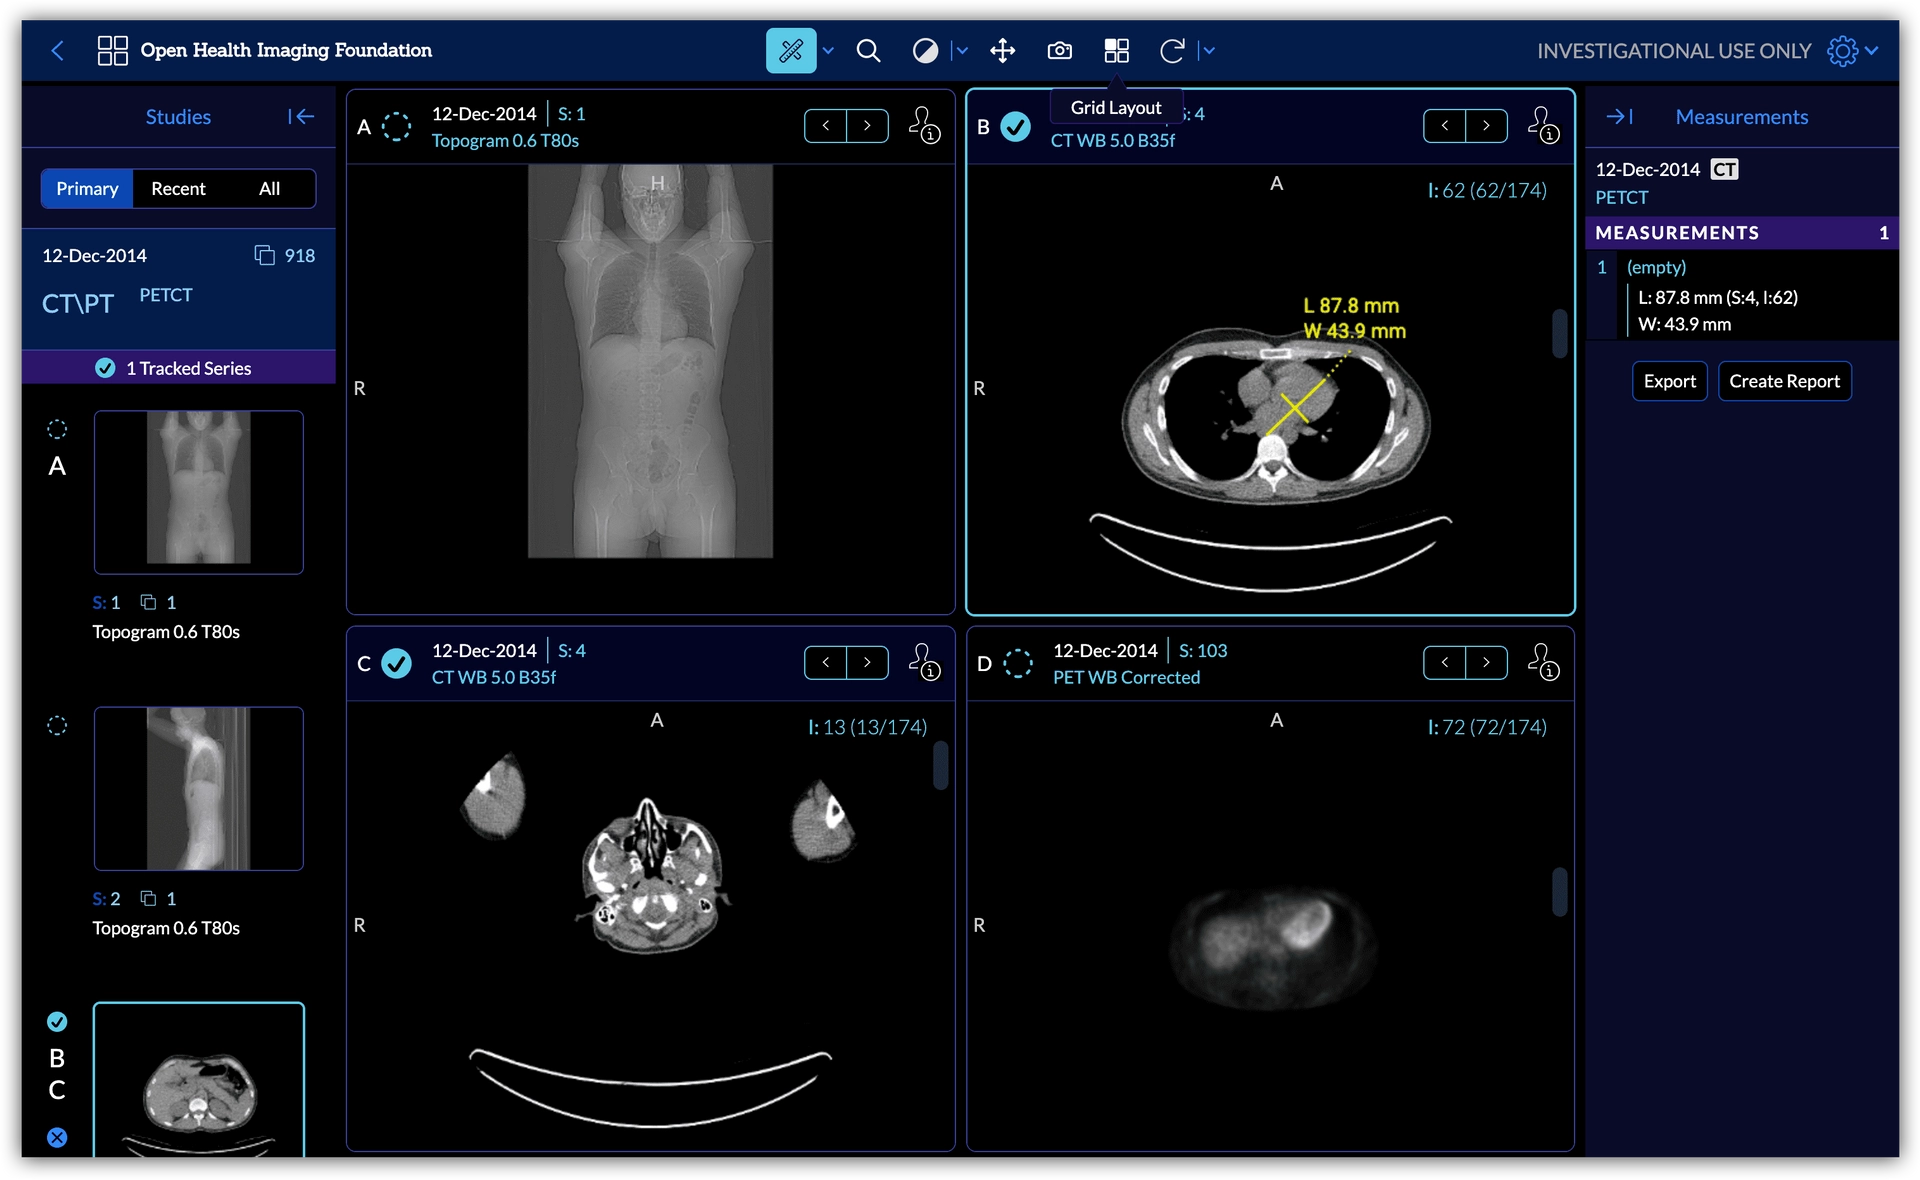 Open Health Imaging Foundation
INVESTIGATIONAL USE ONLY
Grid Layout
Studies
Primary Recent All
12-Dec-2014 918
CT\PT PETCT
1 Tracked Series
A
S: 1 1
Topogram 0.6 T80s
S: 2 1
Topogram 0.6 T80s
B
C
A 12-Dec-2014 S: 1
Topogram 0.6 T80s
H
R
B S: 4
CT WB 5.0 B35f
A I: 62 (62/174)
L 87.8 mm
W 43.9 mm
R
C 12-Dec-2014 S: 4
CT WB 5.0 B35f
A I: 13 (13/174)
R
D 12-Dec-2014 S: 103
PET WB Corrected
A I: 72 (72/174)
R
Measurements
12-Dec-2014 CT
PETCT
MEASUREMENTS 1
1 (empty)
L: 87.8 mm (S:4, I:62)
W: 43.9 mm
Export Create Report